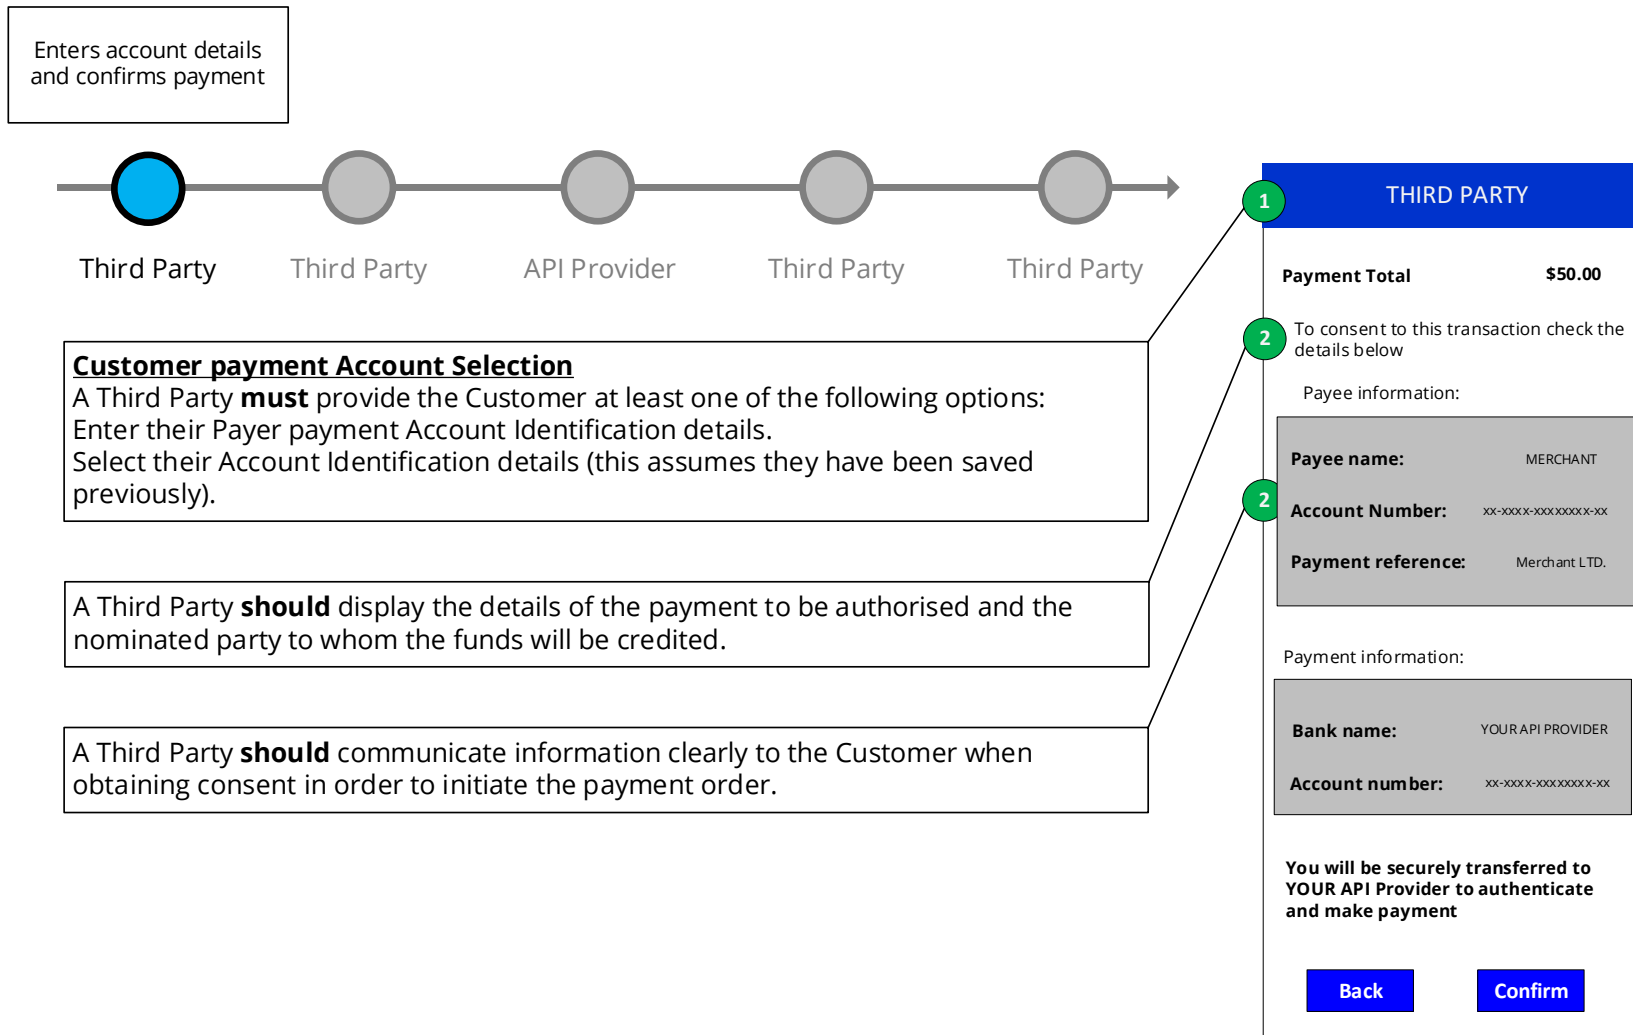 Enters account details
and confirms payment
Third Party
Third Party
API Provider
Third Party
Third Party
Customer payment Account Selection
A Third Party must provide the Customer at least one of the following options:
Enter their Payer payment Account Identification details.
Select their Account Identification details (this assumes they have been saved
previously).
A Third Party should display the details of the payment to be authorised and the
nominated party to whom the funds will be credited.
A Third Party should communicate information clearly to the Customer when
obtaining consent in order to initiate the payment order.
1
THIRD PARTY
Payment Total $50.00
2
To consent to this transaction check the
details below
Payee information:
Payee name: MERCHANT
2
Account Number: xx-xxxx-xxxxxxxx-xx
Payment reference: Merchant LTD.
Payment information:
Bank name: YOUR API PROVIDER
Account number: xx-xxxx-xxxxxxxx-xx
You will be securely transferred to
YOUR API Provider to authenticate
and make payment
Back Confirm